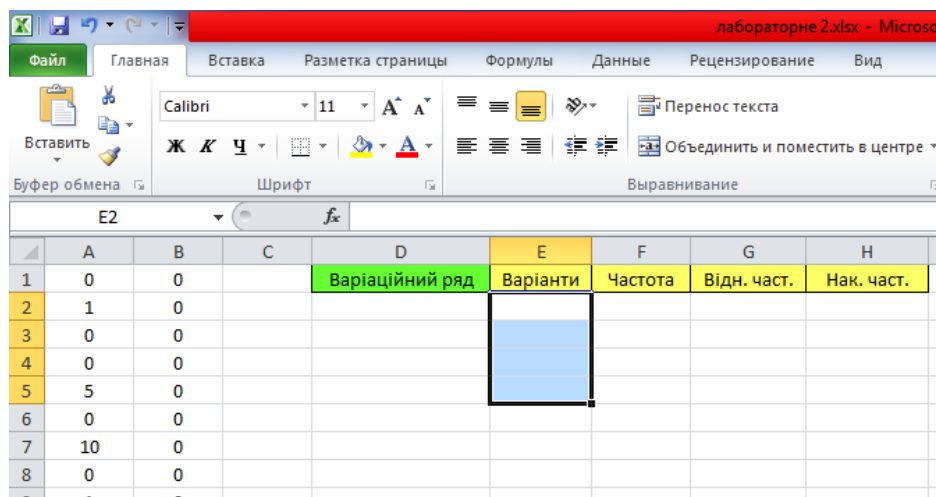 лабораторне 2.xlsx - Microso
Файл Главная Вставка Разметка страницы Формулы Данные Рецензирование Вид
Calibri 11 А А Перенос текста
Вставить Ж К Ч Объединить и поместить в центре
Буфер обмена Шрифт Выравнивание
E2 fx
A B C D E F G H
1 0 0 Варіаційний ряд Варіанти Частота Відн. част. Нак. част.
2 1 0
3 0 0
4 0 0
5 5 0
6 0 0
7 10 0
8 0 0